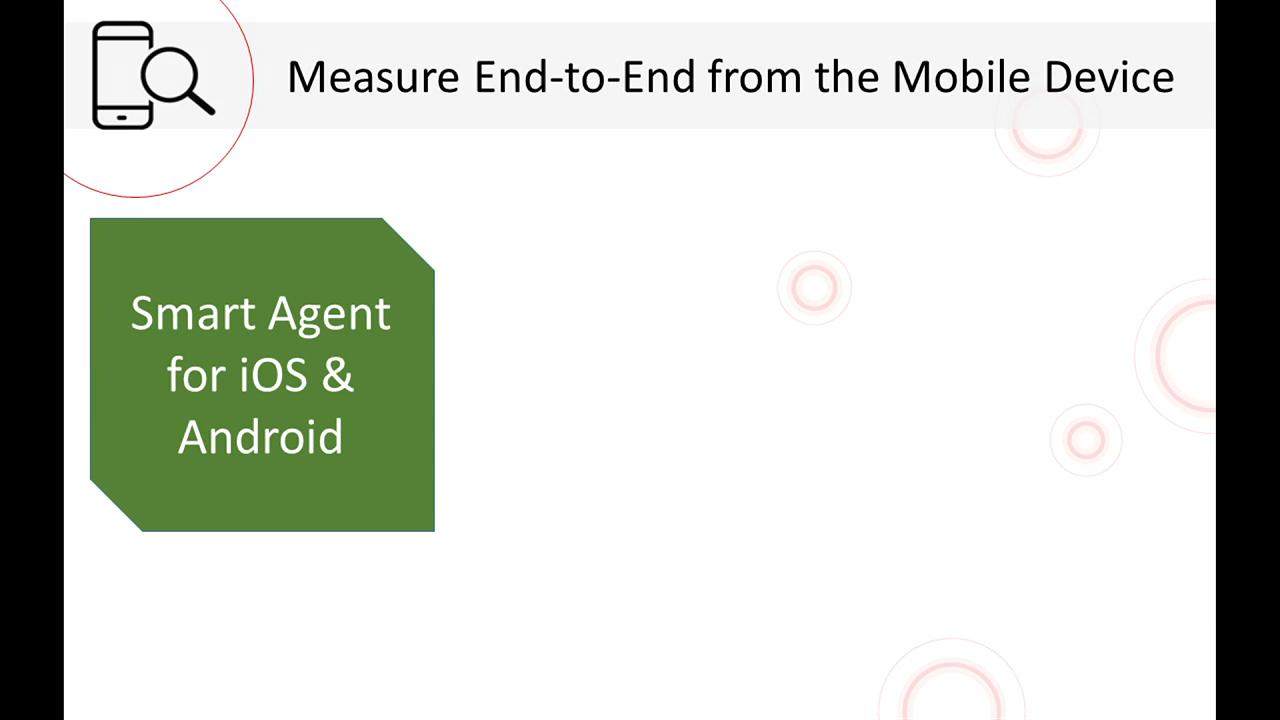 Measure End-to-End from the Mobile Device
Smart Agent
for iOS &
Android